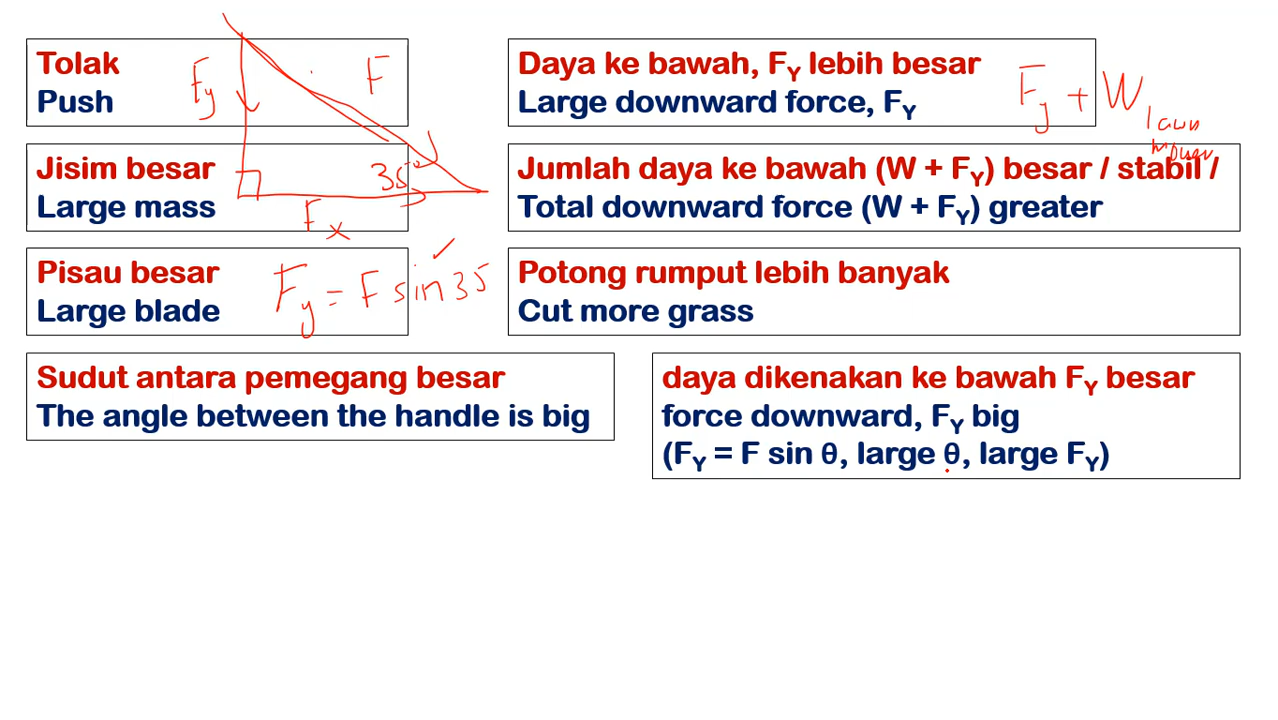 Tolak
Push
Daya ke bawah, FY lebih besar
Large downward force, FY
Jisim besar
Large mass
Jumlah daya ke bawah (W + FY) besar / stabil /
Total downward force (W + FY) greater
Pisau besar
Large blade
Potong rumput lebih banyak
Cut more grass
Sudut antara pemegang besar
The angle between the handle is big
daya dikenakan ke bawah FY besar
force downward, FY big
(FY = F sin θ, large θ, large FY)
Fy
F
35°
Fx
Fy = F sin 35 ✓
Fy + W lawn
mower